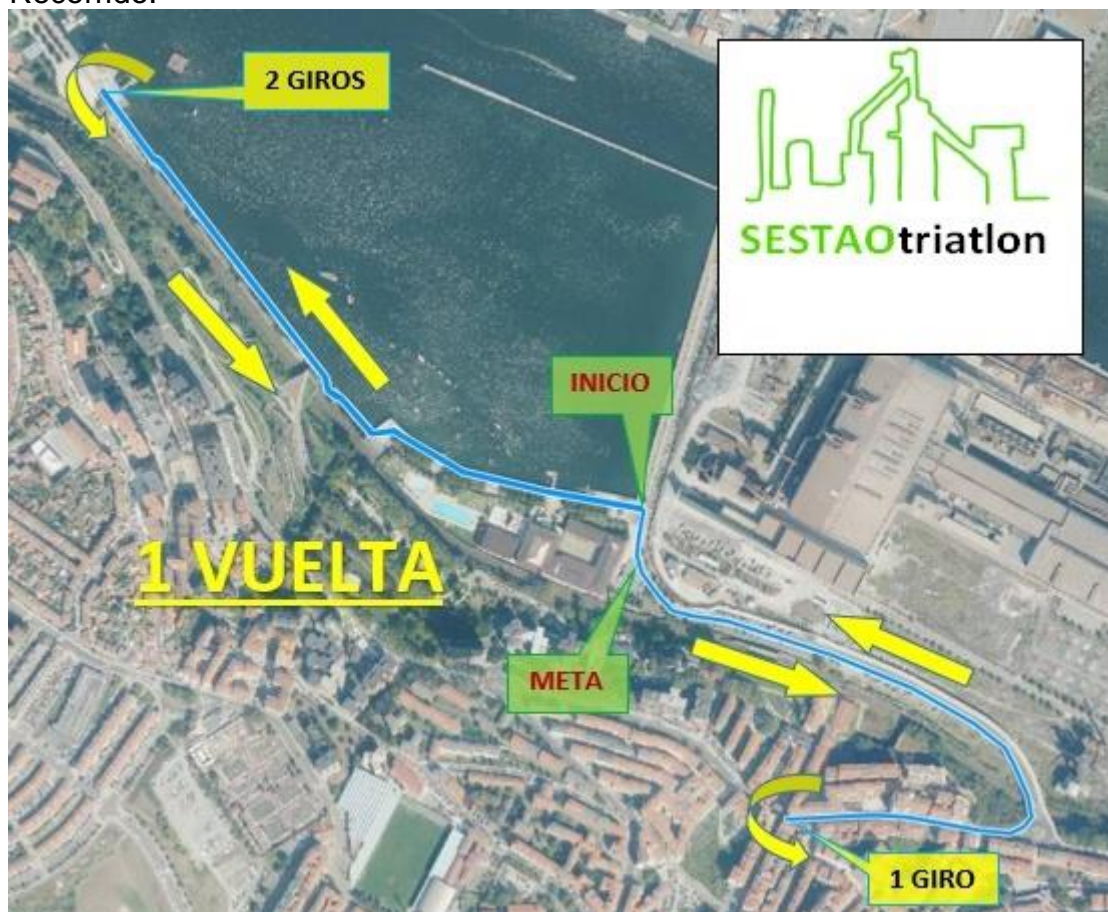 2 GIROS
SESTAOtriatlon
INICIO
1 VUELTA
META
1 GIRO